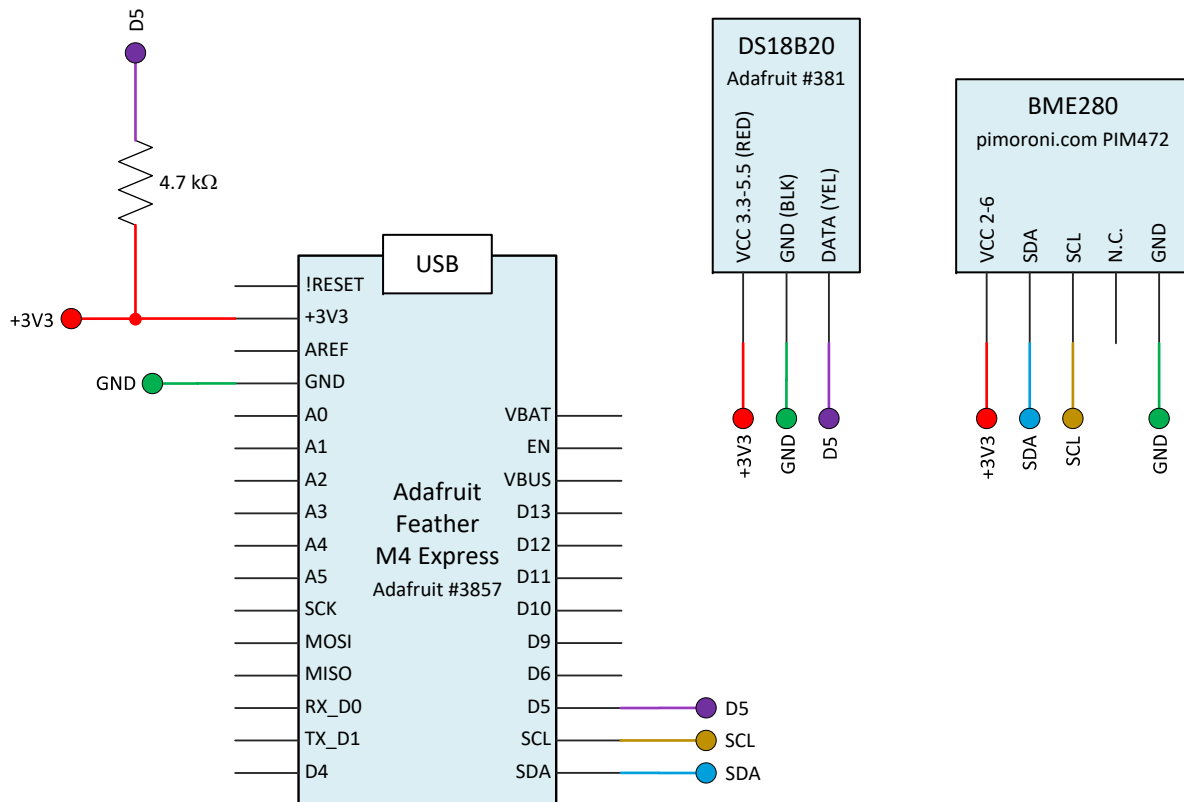 D5
4.7 kΩ
+3V3
GND
USB
!RESET
+3V3
AREF
GND
A0
A1
A2
A3
A4
A5
SCK
MOSI
MISO
RX_D0
TX_D1
D4
Adafruit
Feather
M4 Express
Adafruit #3857
VBAT
EN
VBUS
D13
D12
D11
D10
D9
D6
D5
SCL
SDA
D5
SCL
SDA
DS18B20
Adafruit #381
VCC 3.3-5.5 (RED)
GND (BLK)
DATA (YEL)
+3V3
GND
D5
BME280
pimoroni.com PIM472
VCC 2-6
SDA
SCL
N.C.
GND
+3V3
SDA
SCL
GND